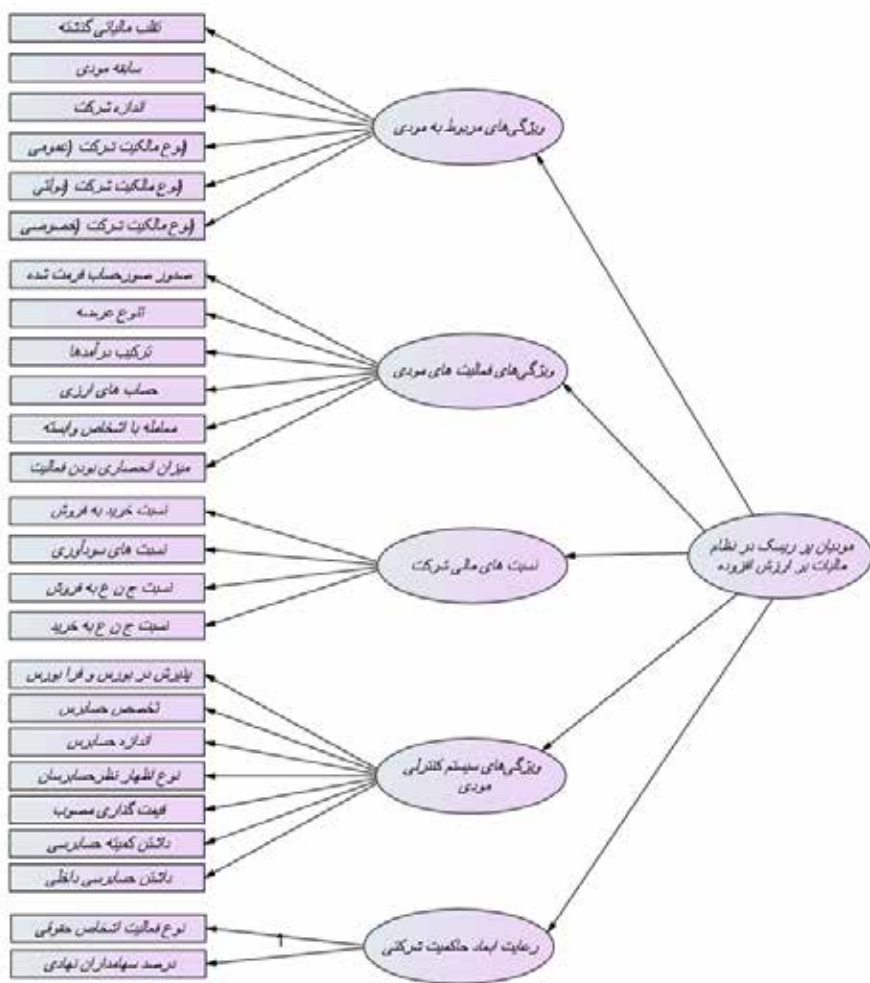 مودیان پر ریسک در نظام
مالیات بر ارزش افزوده
ویژگی‌های مربوط به مودی
تقلب مالیاتی گذشته
سابقه مودی
اندازه شرکت
نوع مالکیت شرکت (عمومی)
نوع مالکیت شرکت (دولتی)
نوع مالکیت شرکت (خصوصی)
ویژگی‌های فعالیت های مودی
صدور صورحساب فرمت شده
تنوع عرضه
ترکیب درآمدها
حساب های ارزی
معامله با اشخاص وابسته
میزان انحصاری بودن فعالیت
نسبت های مالی شرکت
نسبت خرید به فروش
نسبت های سودآوری
نسبت ج ن ع به فروش
نسبت ج ن ع به خرید
ویژگی‌های سیستم کنترلی
مودی
پذیرش در بورس و فرا بورس
تخصص حسابرس
اندازه حسابرس
نوع اظهار نظرحسابرسان
قیمت گذاری مصوب
داشتن کمیته حسابرسی
داشتن حسابرسی داخلی
رعایت ابعاد حاکمیت شرکتی
نوع فعالیت اشخاص حقوقی
1
درصد سهامداران نهادی